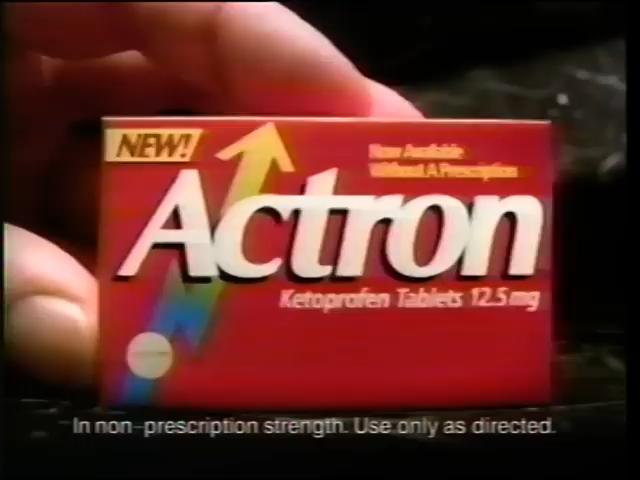 NEW!
Now Available
Without A Prescription
Actron
Ketoprofen Tablets 12.5 mg
In non-prescription strength. Use only as directed.